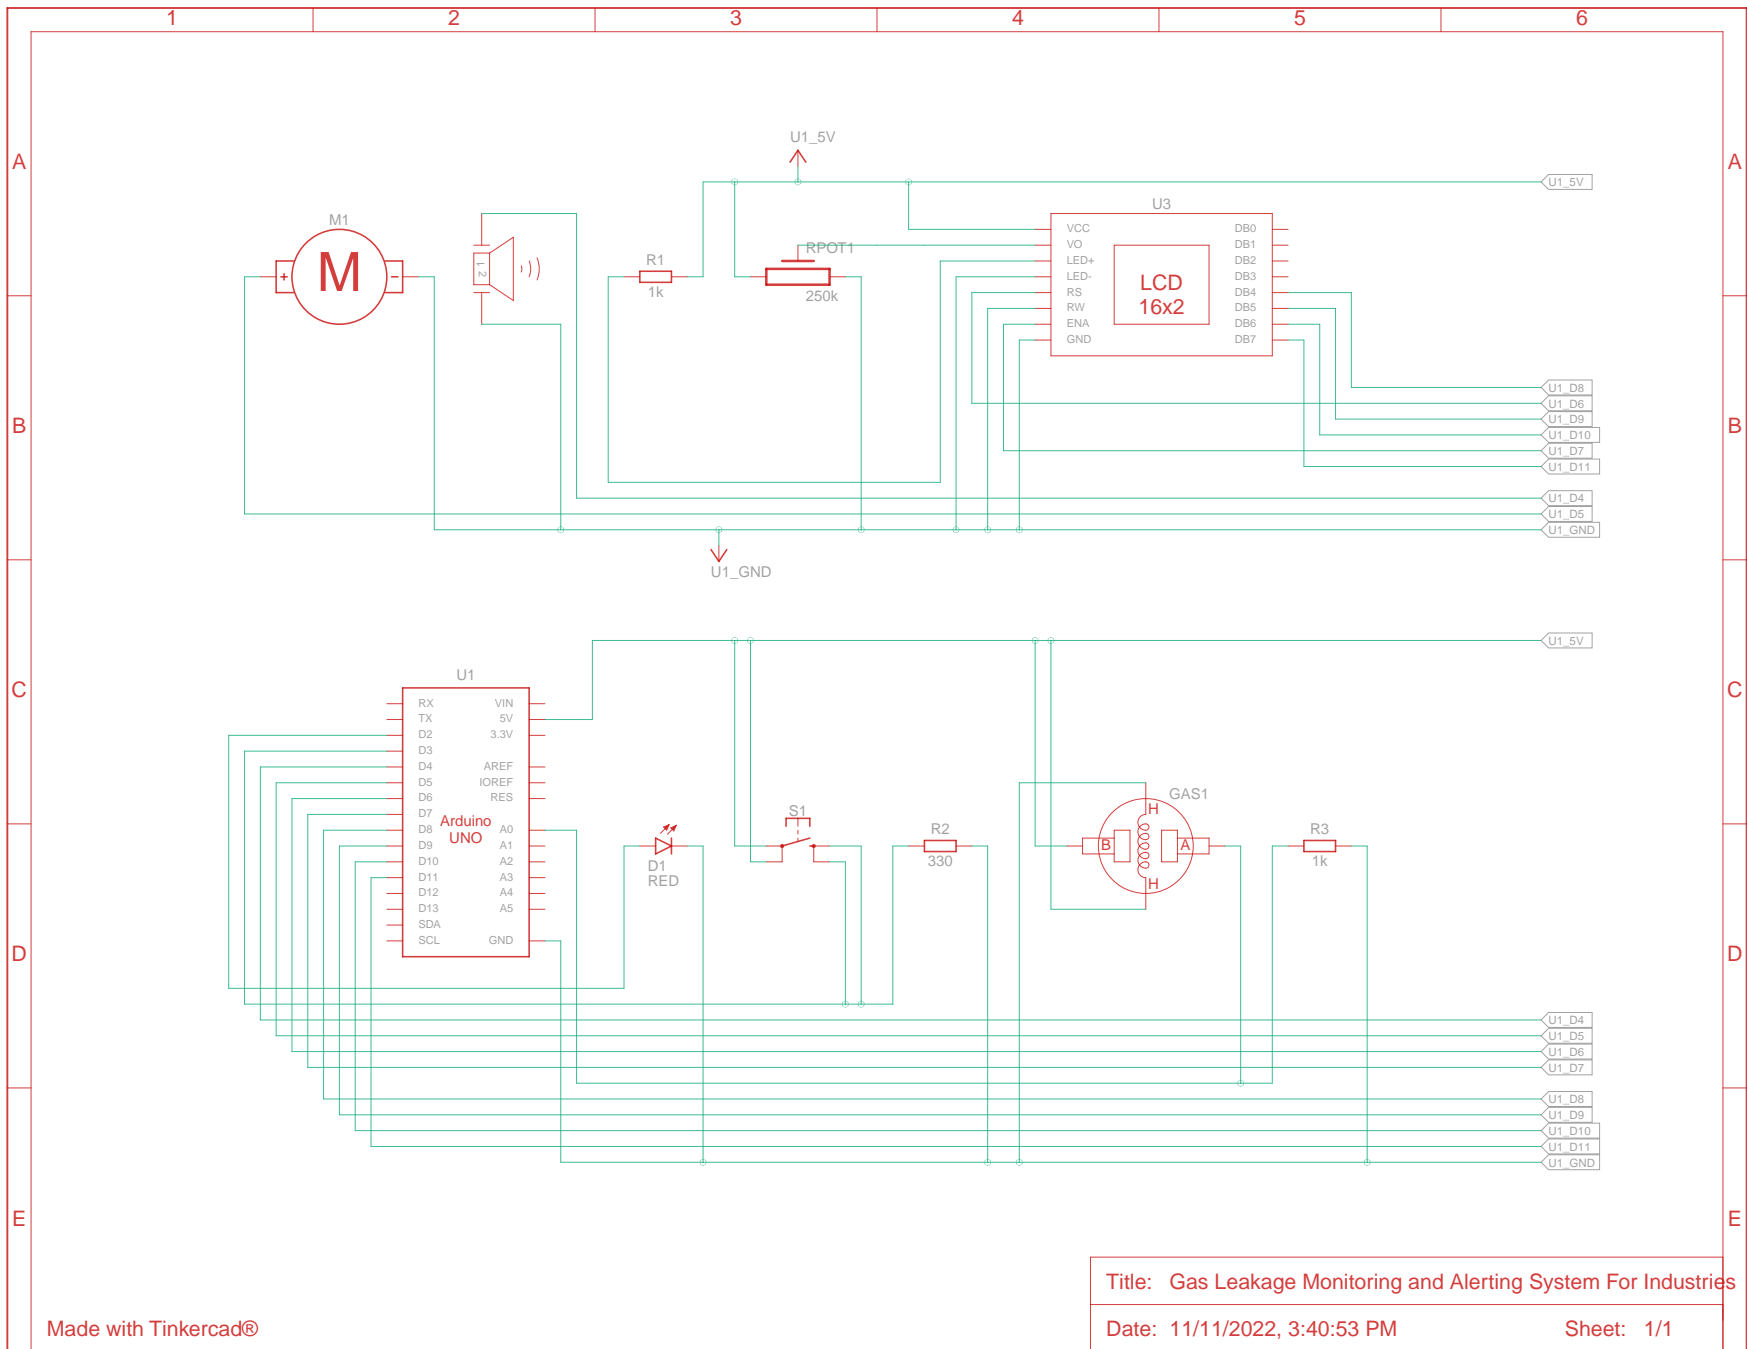 1 2 3 4 5 6
A A
B B
C C
D D
E E
U1_5V
U1_5V
M1
M
+
-
1 2
R1
1k
RPOT1
250k
U3
VCC DB0
VO DB1
LED+ DB2
LED- DB3
RS DB4
RW DB5
ENA DB6
GND DB7
LCD
16x2
U1_D8
U1_D6
U1_D9
U1_D10
U1_D7
U1_D11
U1_D4
U1_D5
U1_GND
U1_GND
U1_5V
U1
RX VIN
TX 5V
D2 3.3V
D3
D4 AREF
D5 IOREF
D6 RES
D7
D8 A0
D9 A1
D10 A2
D11 A3
D12 A4
D13 A5
SDA
SCL GND
Arduino
UNO
D1
RED
S1
R2
330
GAS1
H
B A
H
R3
1k
U1_D4
U1_D5
U1_D6
U1_D7
U1_D8
U1_D9
U1_D10
U1_D11
U1_GND
Title: Gas Leakage Monitoring and Alerting System For Industries
Made with Tinkercad®
Date: 11/11/2022, 3:40:53 PM Sheet: 1/1